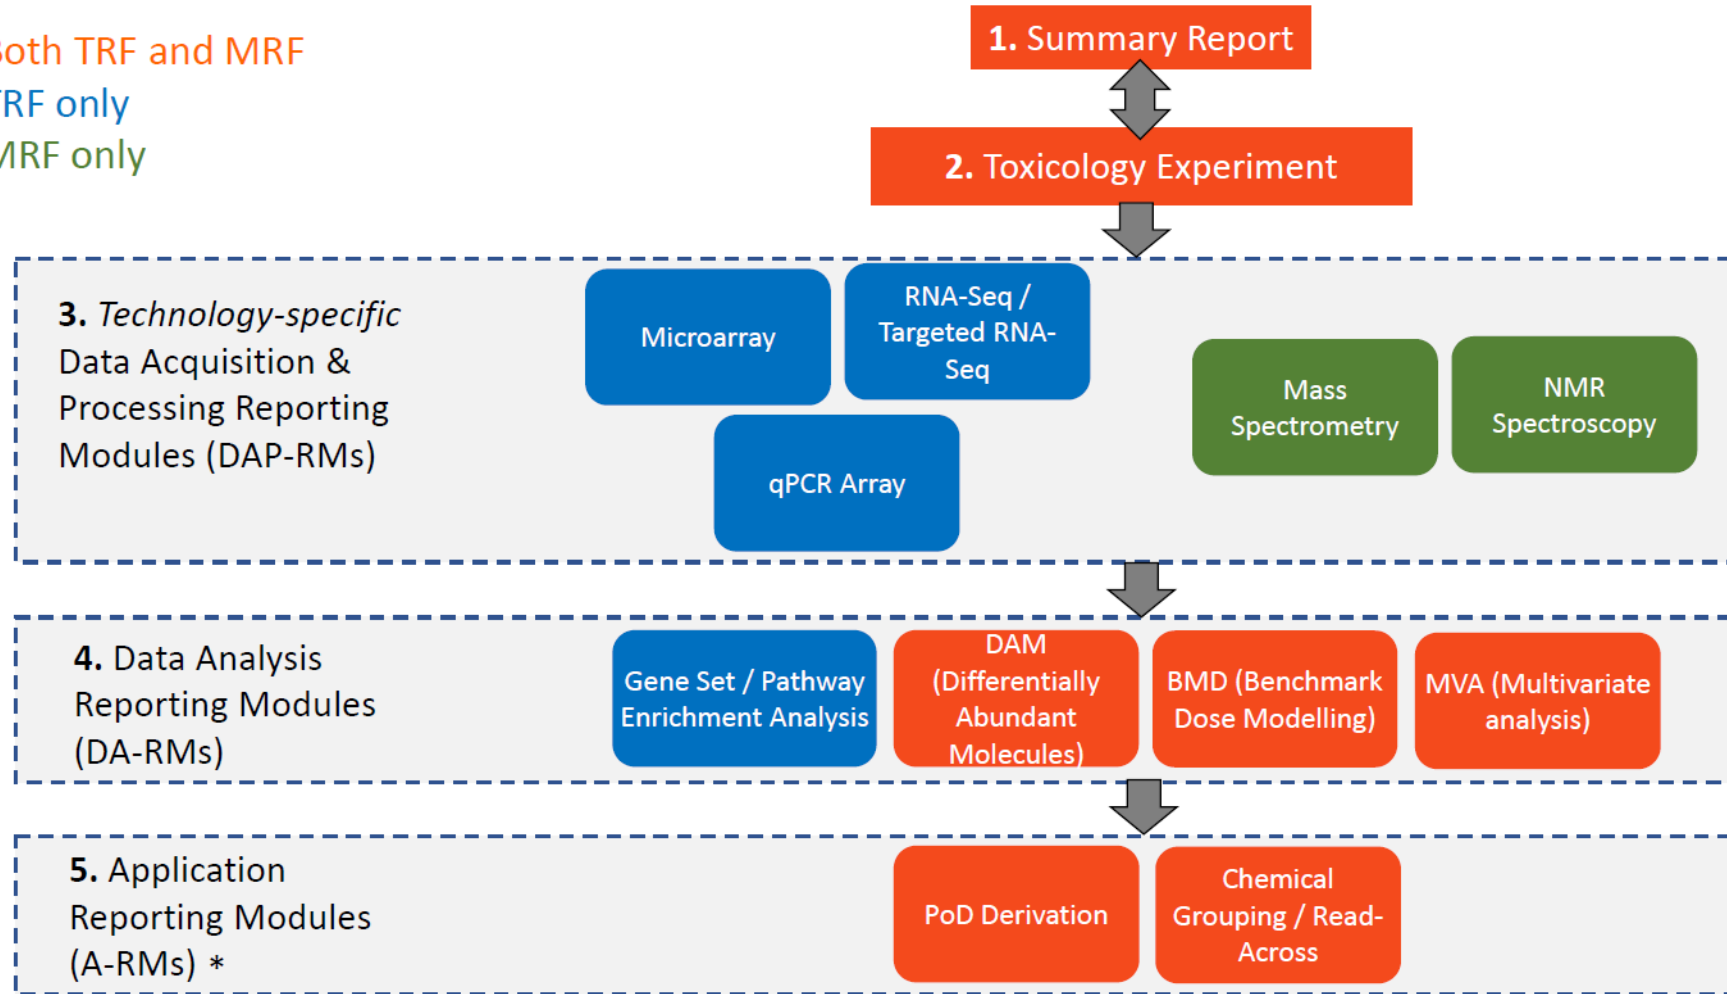 Both TRF and MRF
TRF only
MRF only
1. Summary Report
2. Toxicology Experiment
3. Technology-specific
Data Acquisition &
Processing Reporting
Modules (DAP-RMs)
Microarray
RNA-Seq /
Targeted RNA-
Seq
qPCR Array
Mass
Spectrometry
NMR
Spectroscopy
4. Data Analysis
Reporting Modules
(DA-RMs)
Gene Set / Pathway
Enrichment Analysis
DAM
(Differentially
Abundant
Molecules)
BMD (Benchmark
Dose Modelling)
MVA (Multivariate
analysis)
5. Application
Reporting Modules
(A-RMs) *
PoD Derivation
Chemical
Grouping / Read-
Across